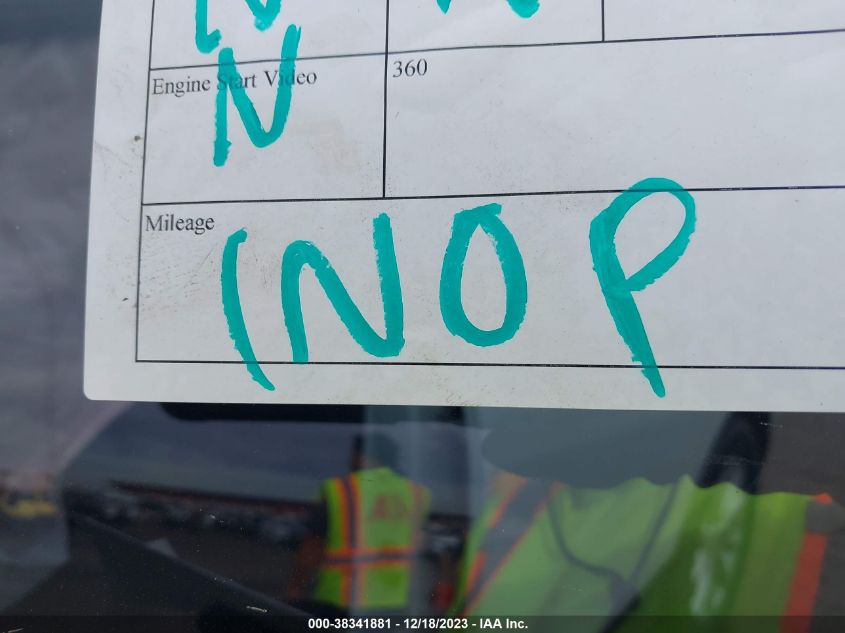 Engine Start Video 360
N
Mileage
INOP
000-38341881 - 12/18/2023 - IAA Inc.